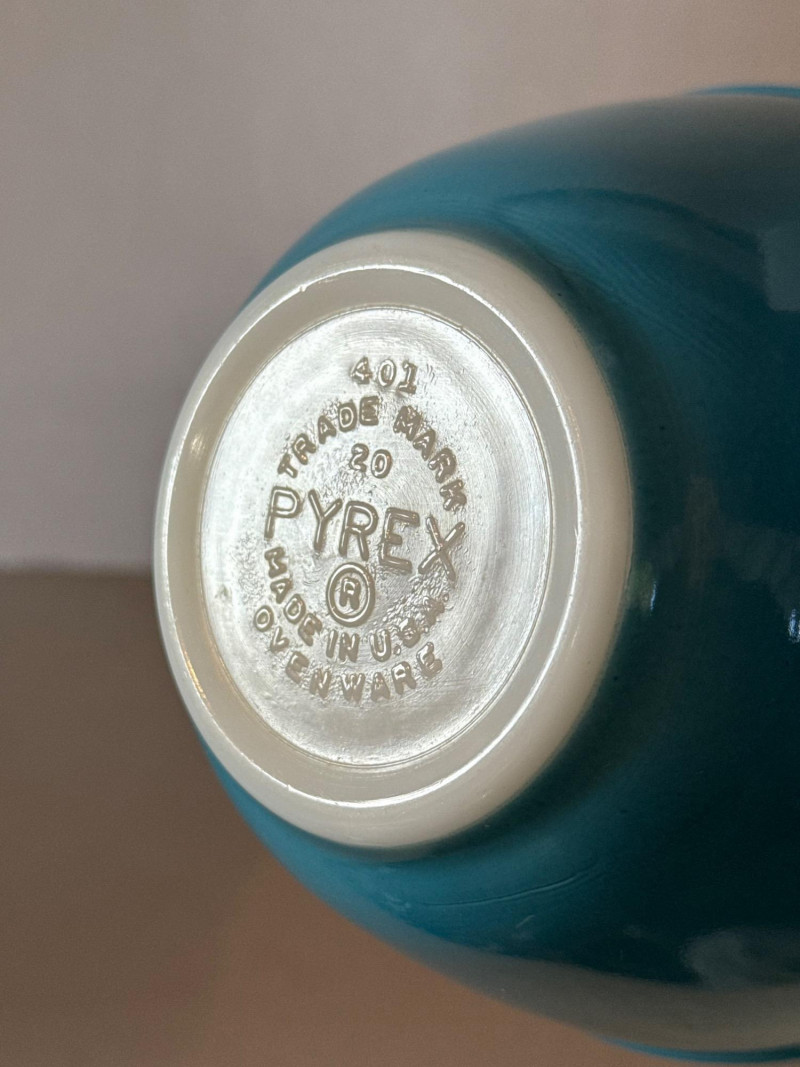 401
TRADE MARK
20
PYREX
®
MADE IN U.S.A.
OVENWARE